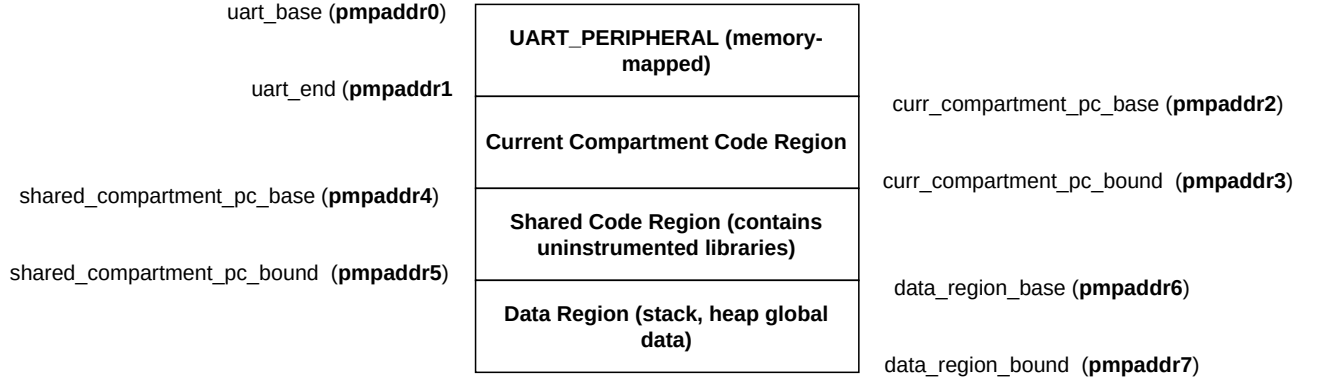 uart_base (pmpaddr0)
UART_PERIPHERAL (memory-
mapped)
uart_end (pmpaddr1
curr_compartment_pc_base (pmpaddr2)
Current Compartment Code Region
curr_compartment_pc_bound (pmpaddr3)
shared_compartment_pc_base (pmpaddr4)
Shared Code Region (contains
uninstrumented libraries)
shared_compartment_pc_bound (pmpaddr5)
data_region_base (pmpaddr6)
Data Region (stack, heap global
data)
data_region_bound (pmpaddr7)